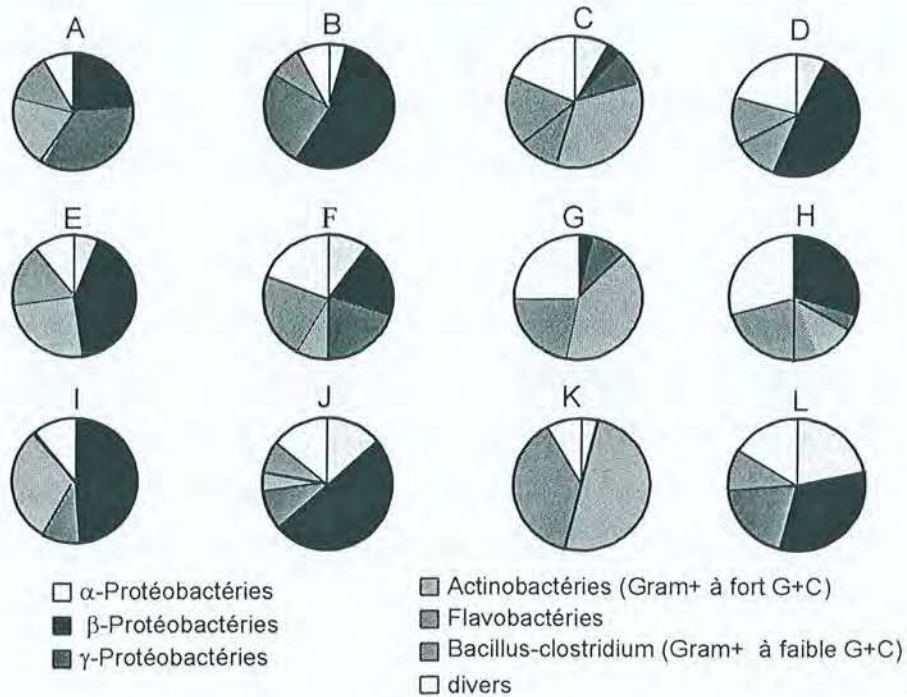 A B C D
E F G H
I J K L
α-Protéobactéries
β-Protéobactéries
γ-Protéobactéries
Actinobactéries (Gram+ à fort G+C)
Flavobactéries
Bacillus-clostridium (Gram+ à faible G+C)
divers